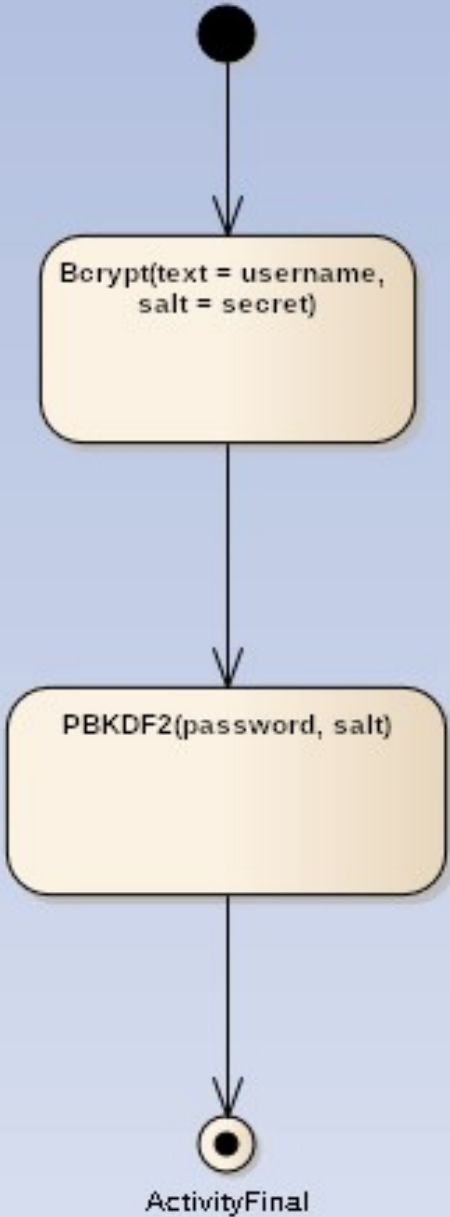 Bcrypt(text = username,
salt = secret)
PBKDF2(password, salt)
ActivityFinal